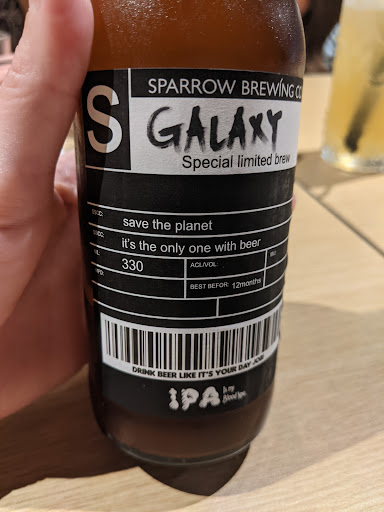 S
SPARROW BREWING CO
GALAXY
Special limited brew
save the planet
it's the only one with beer
330
ACL/VOL:
BEST BEFOR: 12months
DRINK BEER LIKE IT'S YOUR DAY JOB
IPA